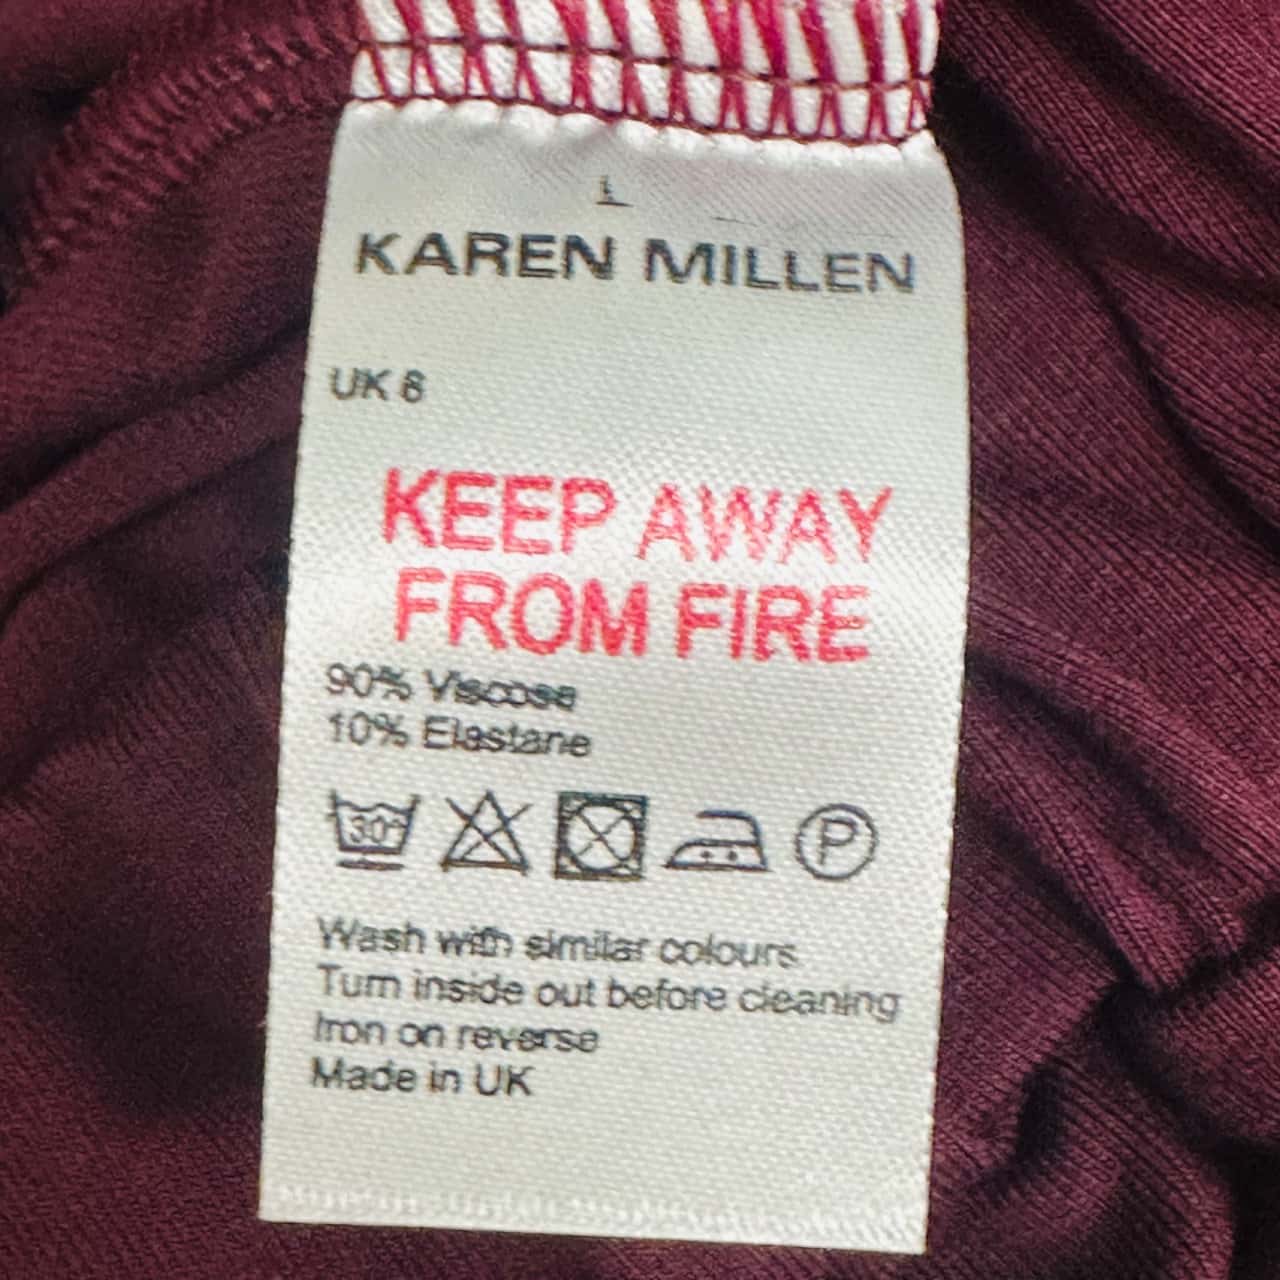 KAREN MILLEN
UK 8
KEEP AWAY
FROM FIRE
90% Viscose
10% Elastane
30°
P
Wash with similar colours
Turn inside out before cleaning
Iron on reverse
Made in UK